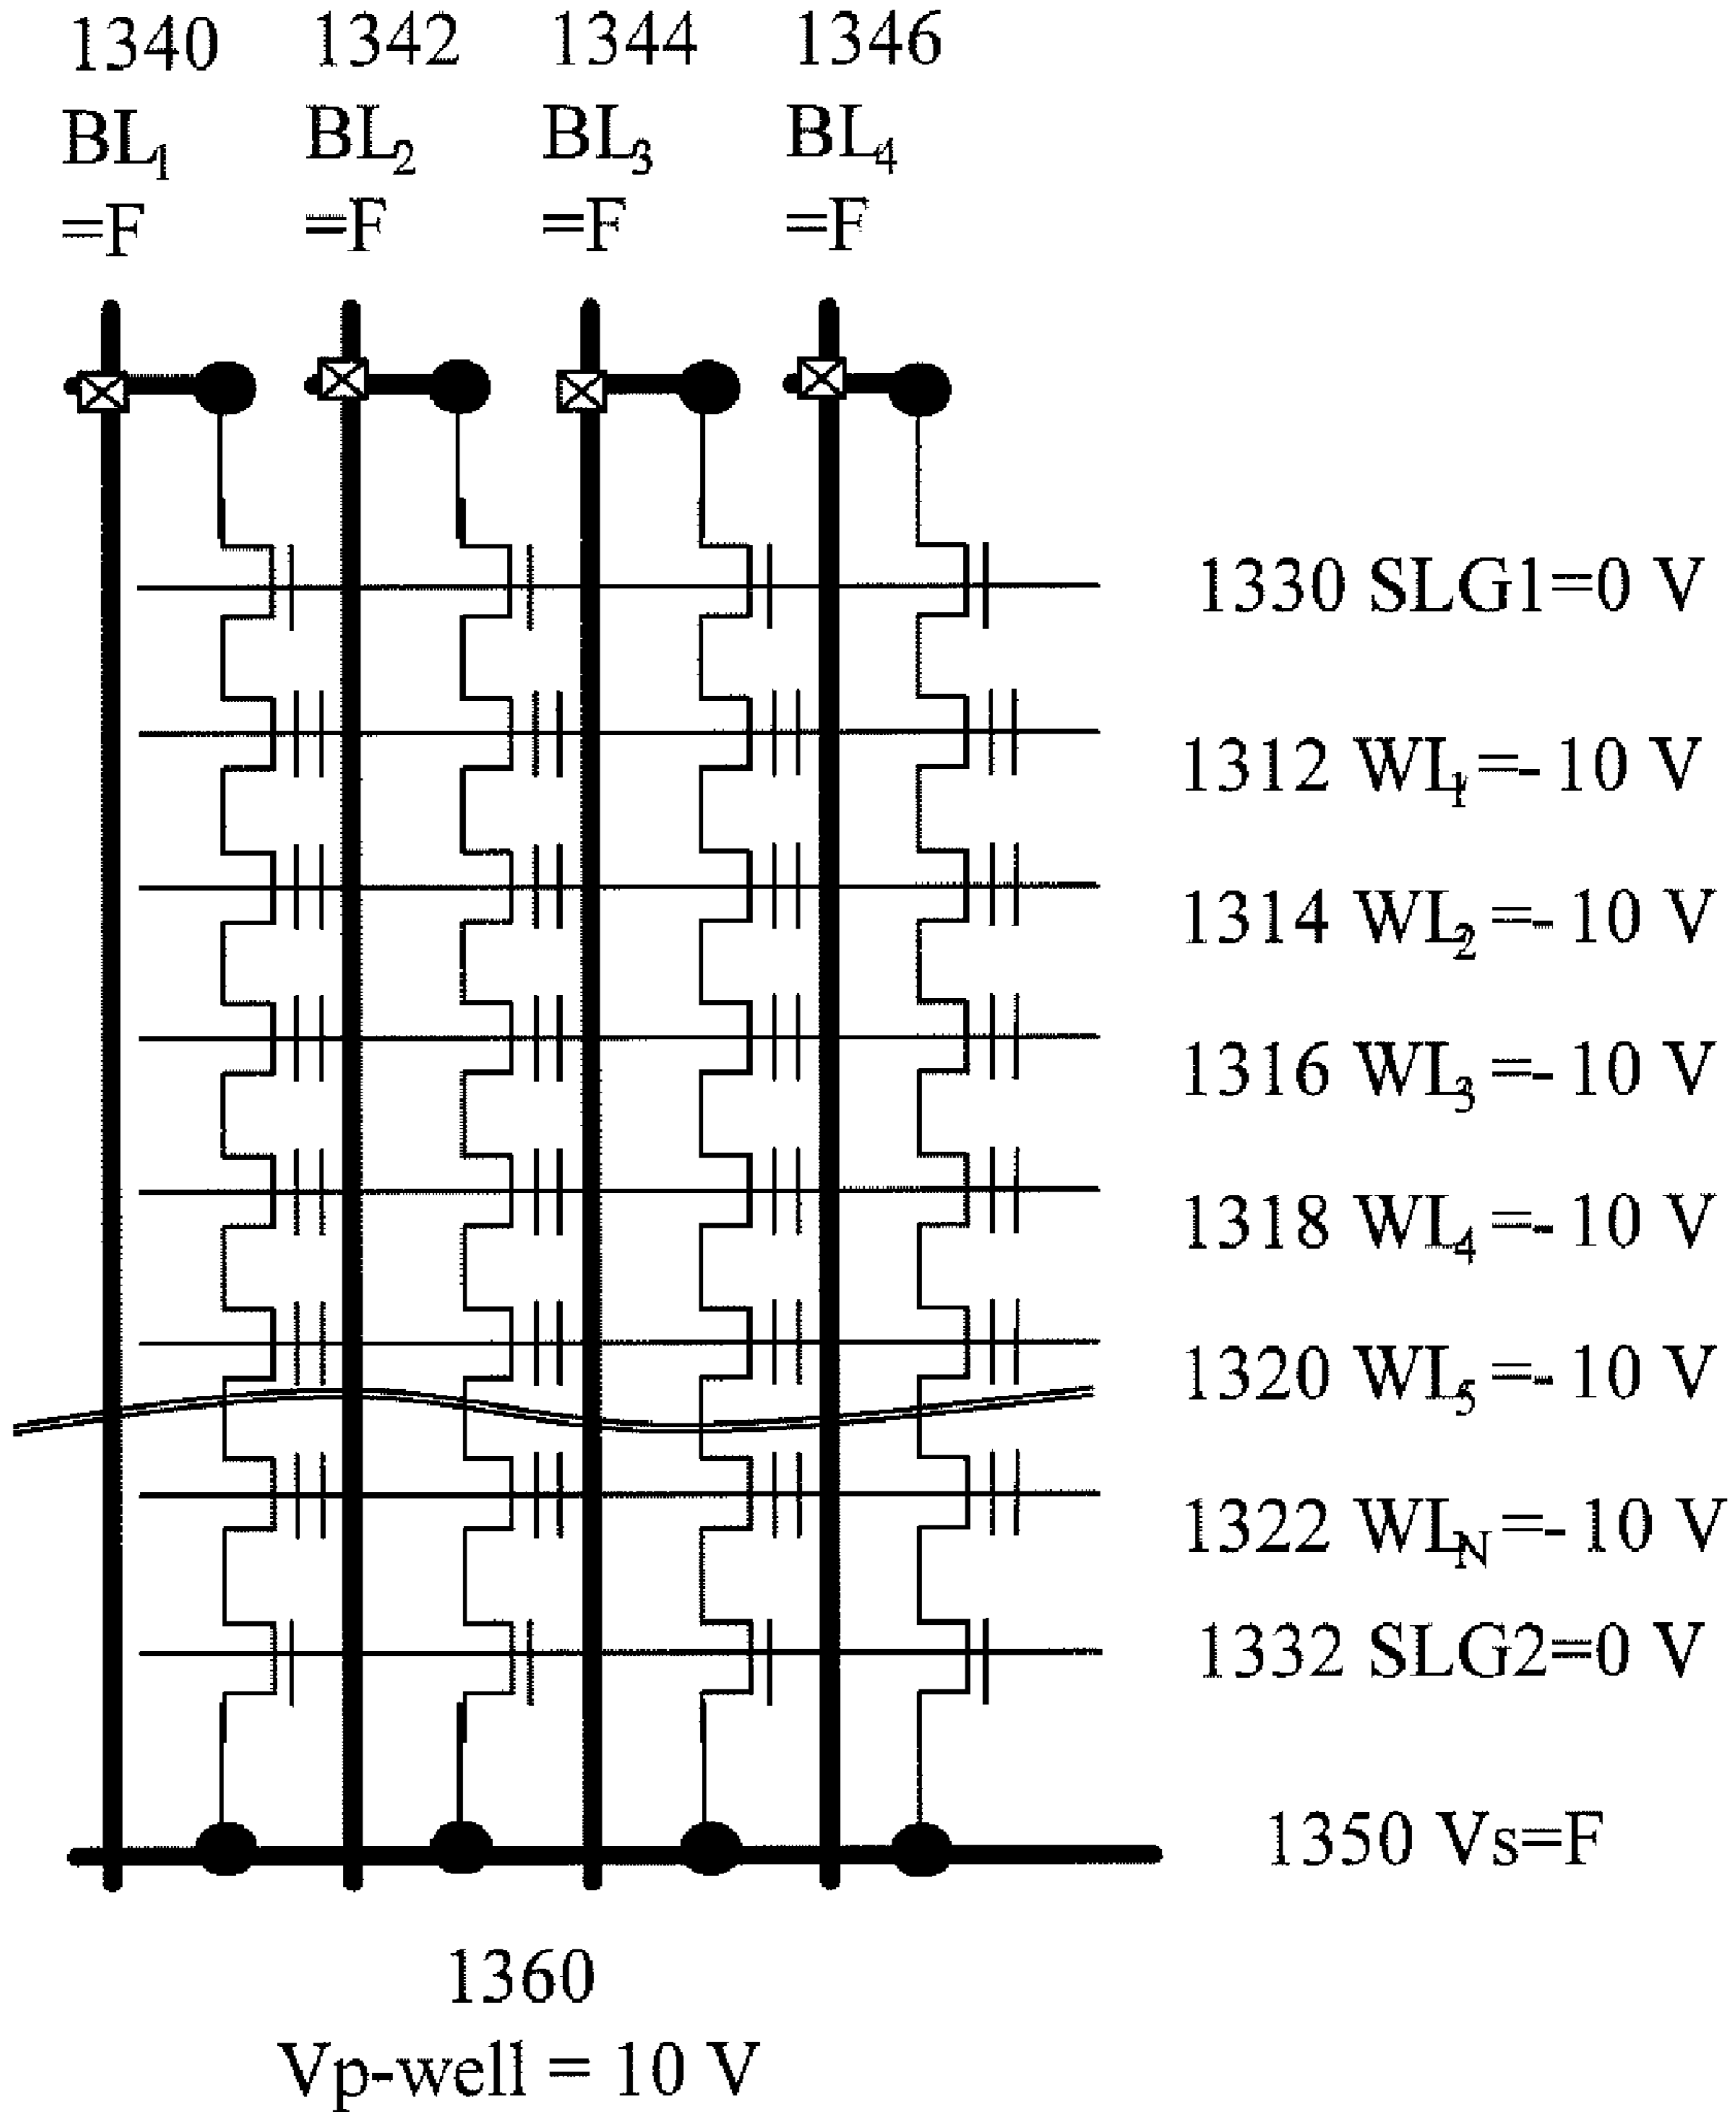 1340 1342 1344 1346
BL1 BL2 BL3 BL4
=F =F =F =F
1330 SLG1=0 V
1312 WL1=- 10 V
1314 WL2=- 10 V
1316 WL3=- 10 V
1318 WL4=- 10 V
1320 WL5=- 10 V
1322 WLN=- 10 V
1332 SLG2=0 V
1350 Vs=F
1360
Vp-well = 10 V